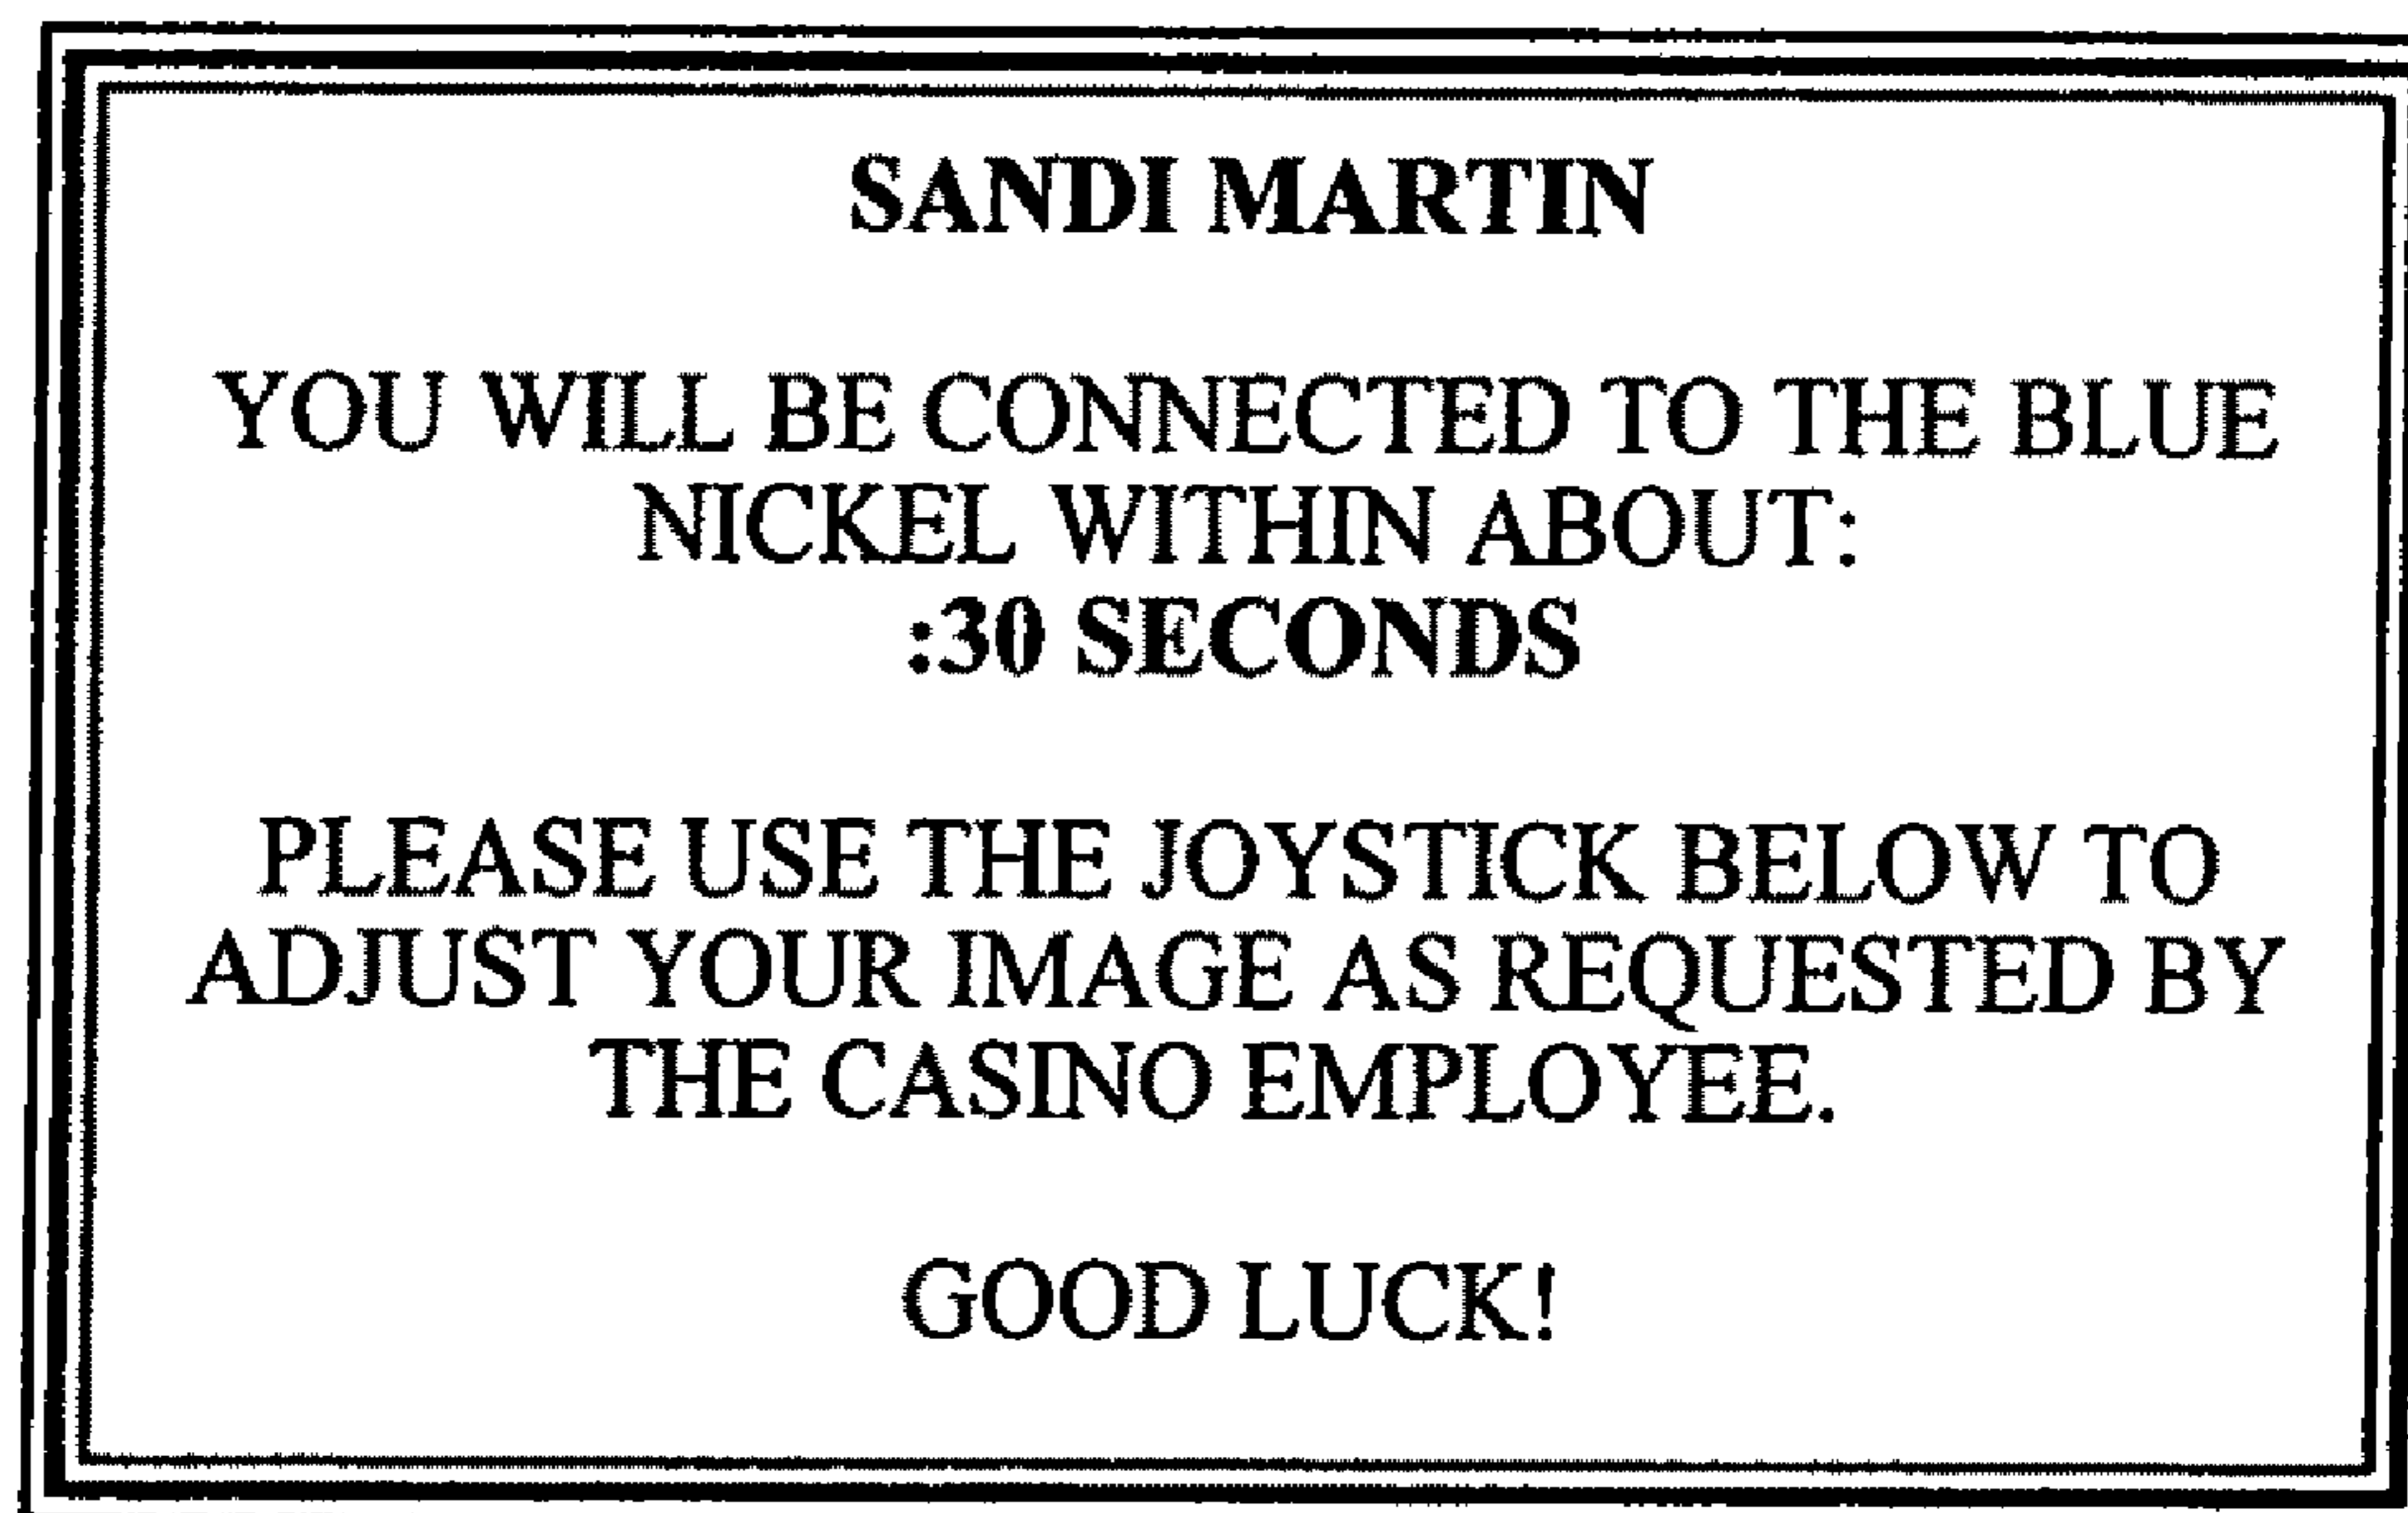 SANDI MARTIN
YOU WILL BE CONNECTED TO THE BLUE
NICKEL WITHIN ABOUT:
:30 SECONDS
PLEASE USE THE JOYSTICK BELOW TO
ADJUST YOUR IMAGE AS REQUESTED BY
THE CASINO EMPLOYEE.
GOOD LUCK!